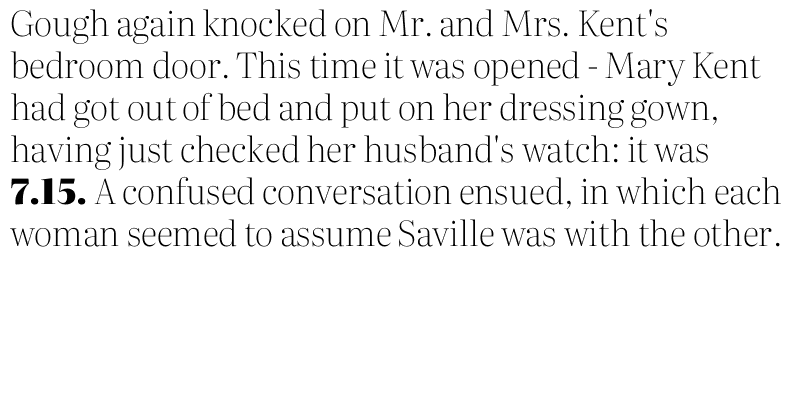 Gough again knocked on Mr. and Mrs. Kent's
bedroom door. This time it was opened - Mary Kent
had got out of bed and put on her dressing gown,
having just checked her husband's watch: it was
7.15. A confused conversation ensued, in which each
woman seemed to assume Saville was with the other.